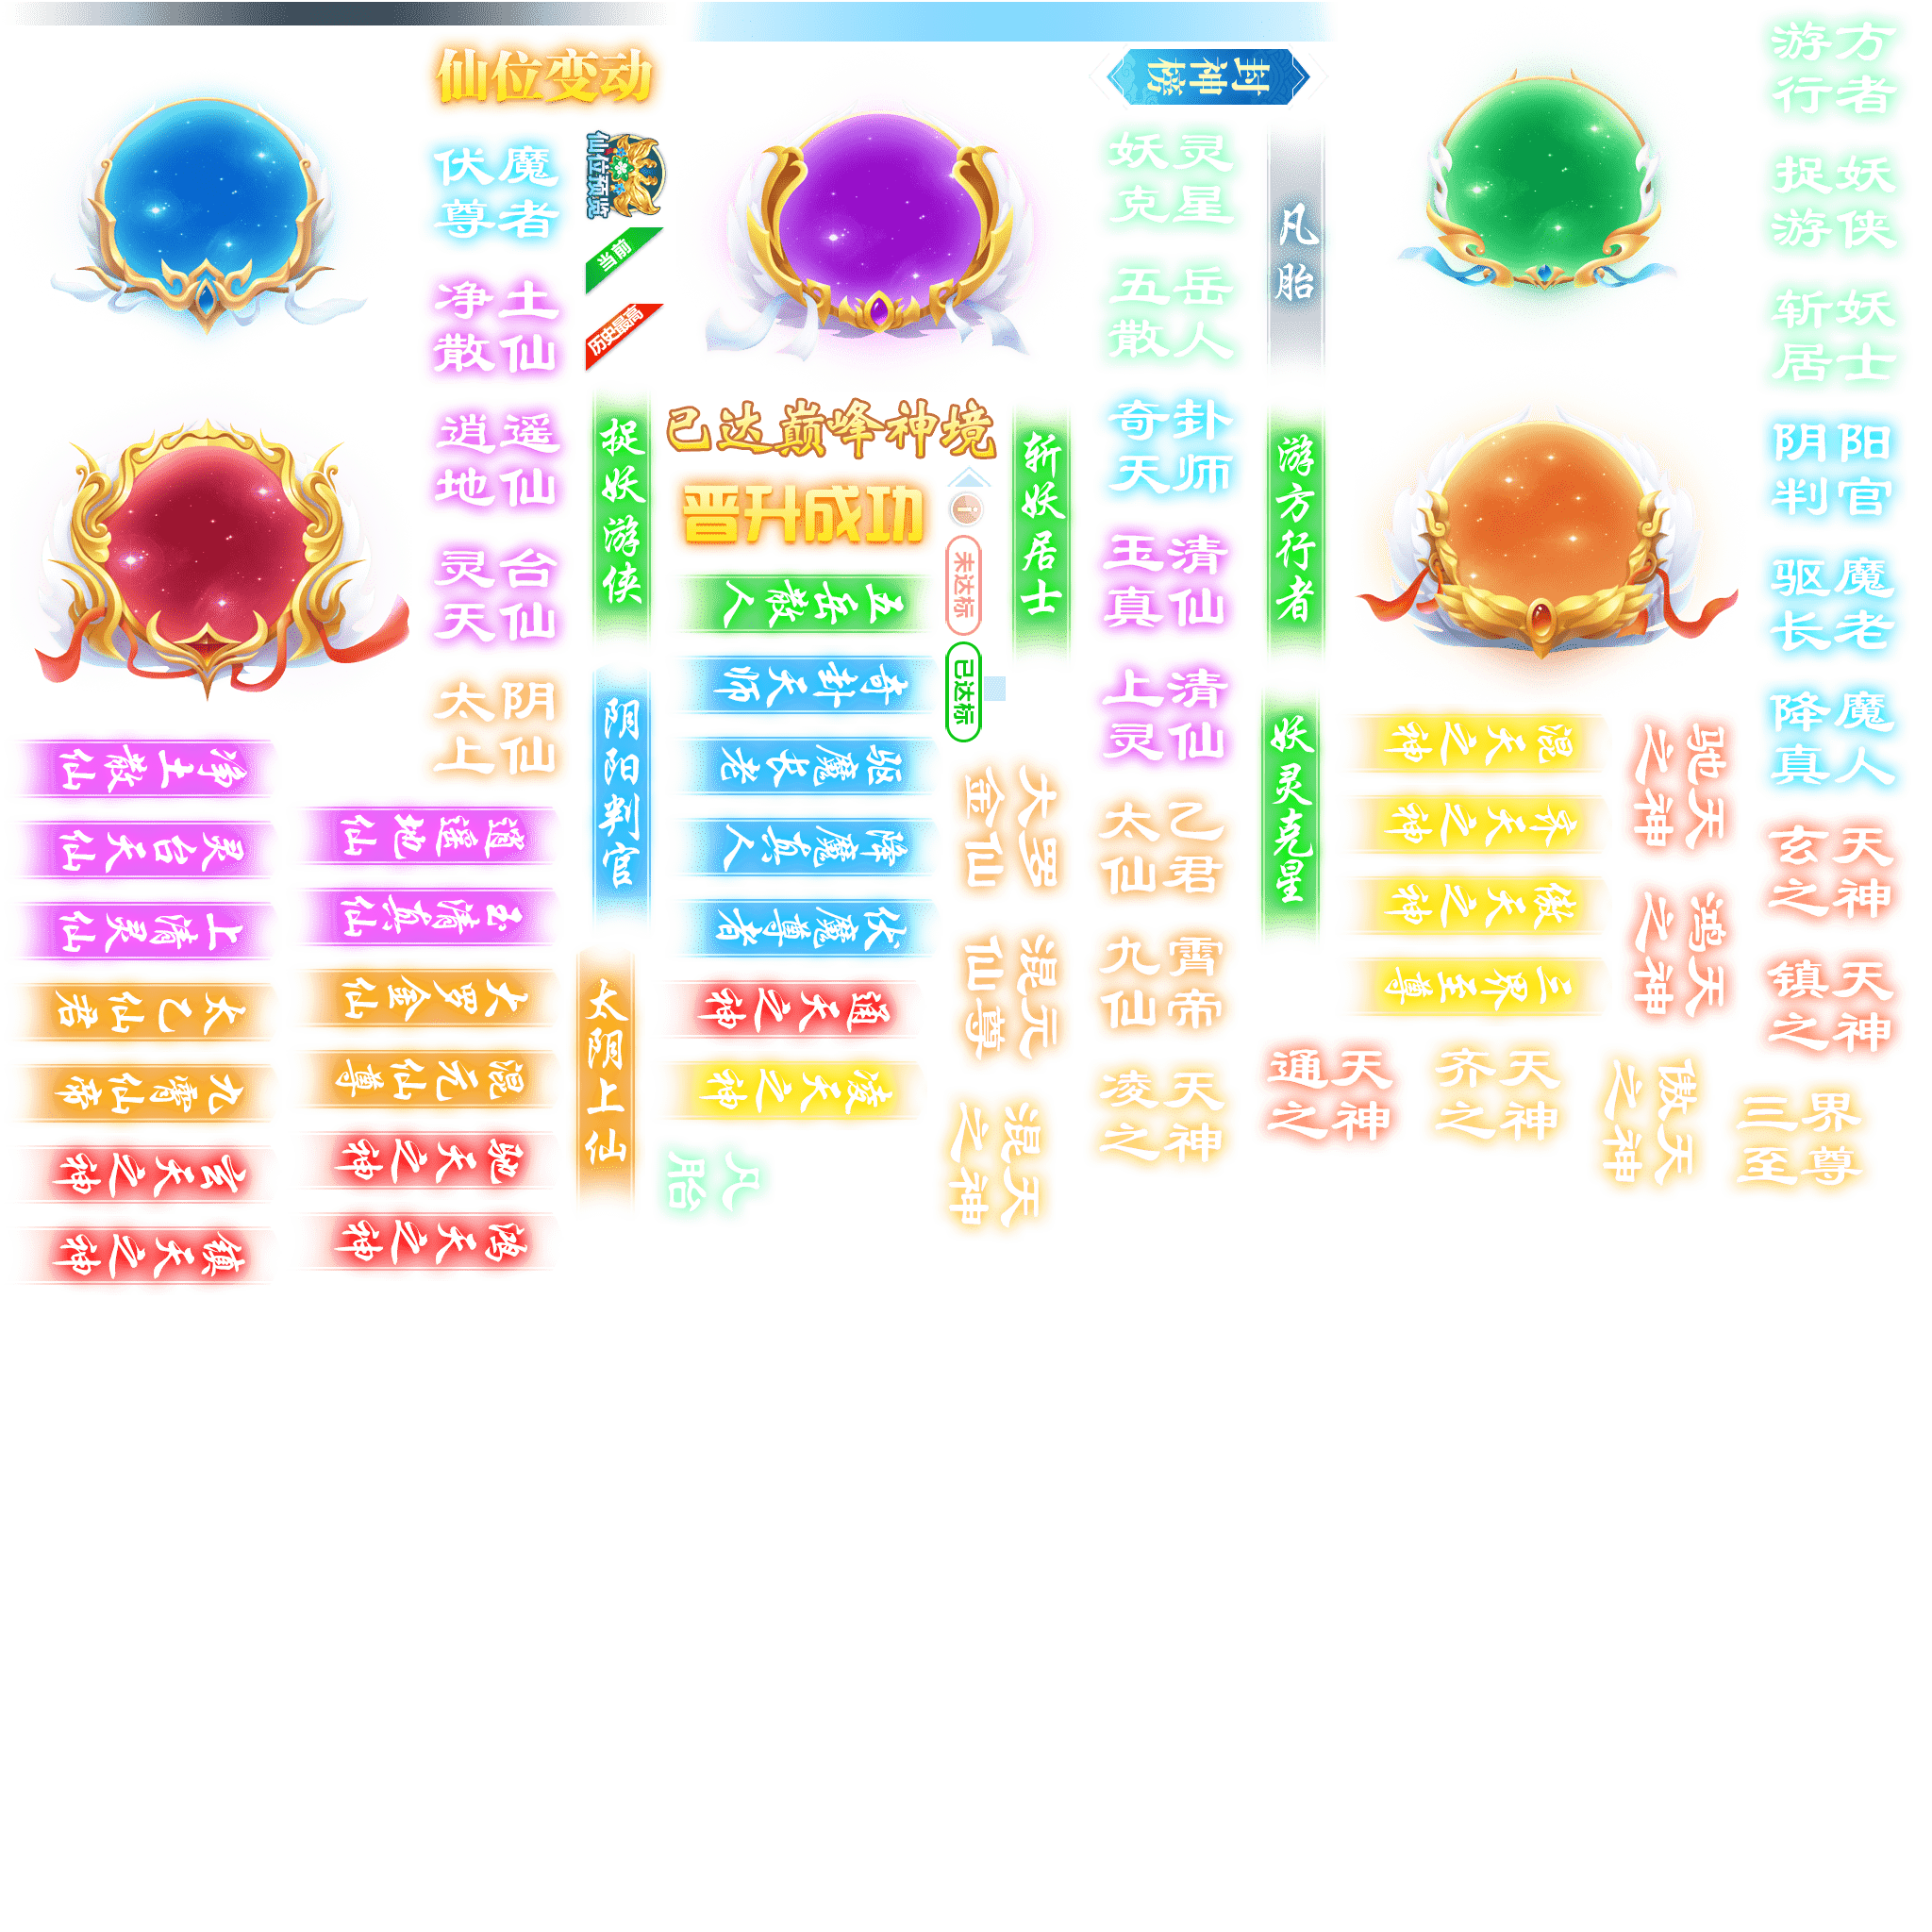 仙位变动
封神榜
游方
行者
伏魔
尊者
仙位预览
当前
历史最高
妖灵
克星
凡胎
捉妖
游侠
净土
散仙
五岳
散人
斩妖
居士
逍遥
地仙
捉妖游侠
已达巅峰神境
晋升成功
未达标
已达标
斩妖居士
奇卦
天师
游方行者
阴阳
判官
灵台
天仙
五岳散人
玉清
真仙
驱魔
长老
太阴
上仙
阴阳判官
奇卦天师
上清
灵仙
妖灵克星
降魔
真人
净土散仙
驱魔长老
混天之神
驰天
之神
灵台天仙
逍遥地仙
降魔真人
大罗
金仙
太乙
仙君
齐天之神
玄天
之神
上清灵仙
玉清真仙
伏魔尊者
傲天之神
鸿天
之神
太乙仙君
大罗金仙
太阴上仙
通天之神
混元
仙尊
九霄
仙帝
三界至尊
镇天
之神
九霄仙帝
混元仙尊
凌天之神
凌天
之神
通天
之神
齐天
之神
傲天
之神
三界
至尊
玄天之神
驰天之神
凡胎
混天
之神
镇天之神
鸿天之神